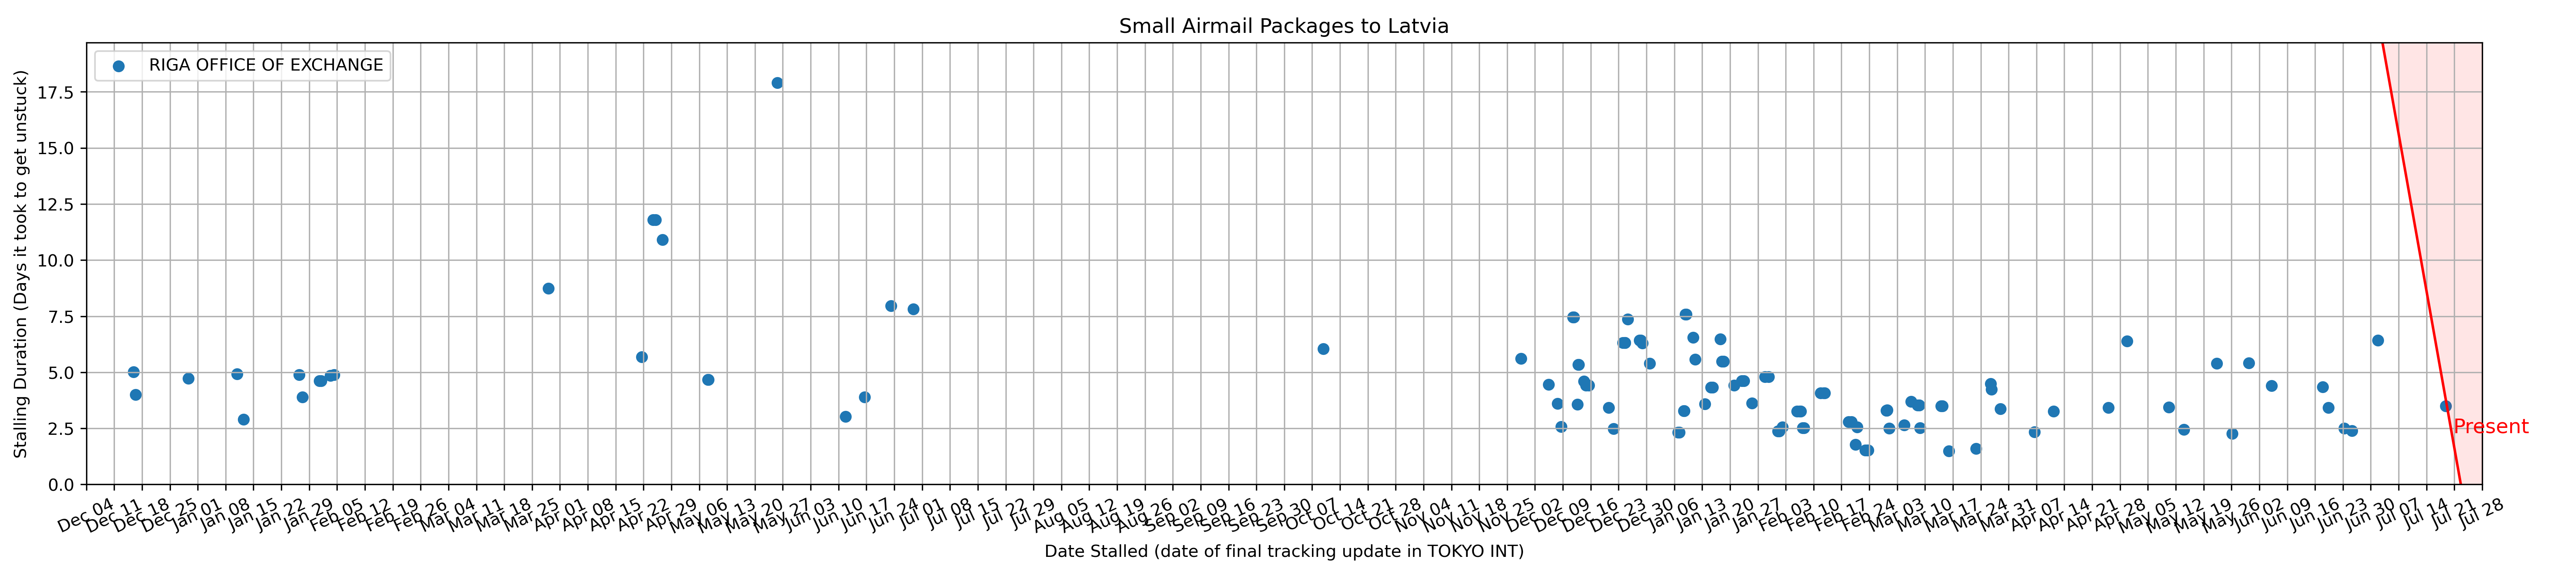 Small Airmail Packages to Latvia
RIGA OFFICE OF EXCHANGE
Stalling Duration (Days it took to get unstuck)
17.5
15.0
12.5
10.0
7.5
5.0
2.5
0.0
Present
Dec 04
Dec 11
Dec 18
Dec 25
Jan 01
Jan 08
Jan 15
Jan 22
Jan 29
Feb 05
Feb 12
Feb 19
Feb 26
Mar 04
Mar 11
Mar 18
Mar 25
Apr 01
Apr 08
Apr 15
Apr 22
Apr 29
May 06
May 13
May 20
May 27
Jun 03
Jun 10
Jun 17
Jun 24
Jul 01
Jul 08
Jul 15
Jul 22
Jul 29
Aug 05
Aug 12
Aug 19
Aug 26
Sep 02
Sep 09
Sep 16
Sep 23
Sep 30
Oct 07
Oct 14
Oct 21
Oct 28
Nov 04
Nov 11
Nov 18
Nov 25
Dec 02
Dec 09
Dec 16
Dec 23
Dec 30
Jan 06
Jan 13
Jan 20
Jan 27
Feb 03
Feb 10
Feb 17
Feb 24
Mar 03
Mar 10
Mar 17
Mar 24
Mar 31
Apr 07
Apr 14
Apr 21
Apr 28
May 05
May 12
May 19
May 26
Jun 02
Jun 09
Jun 16
Jun 23
Jun 30
Jul 07
Jul 14
Jul 21
Jul 28
Date Stalled (date of final tracking update in TOKYO INT)